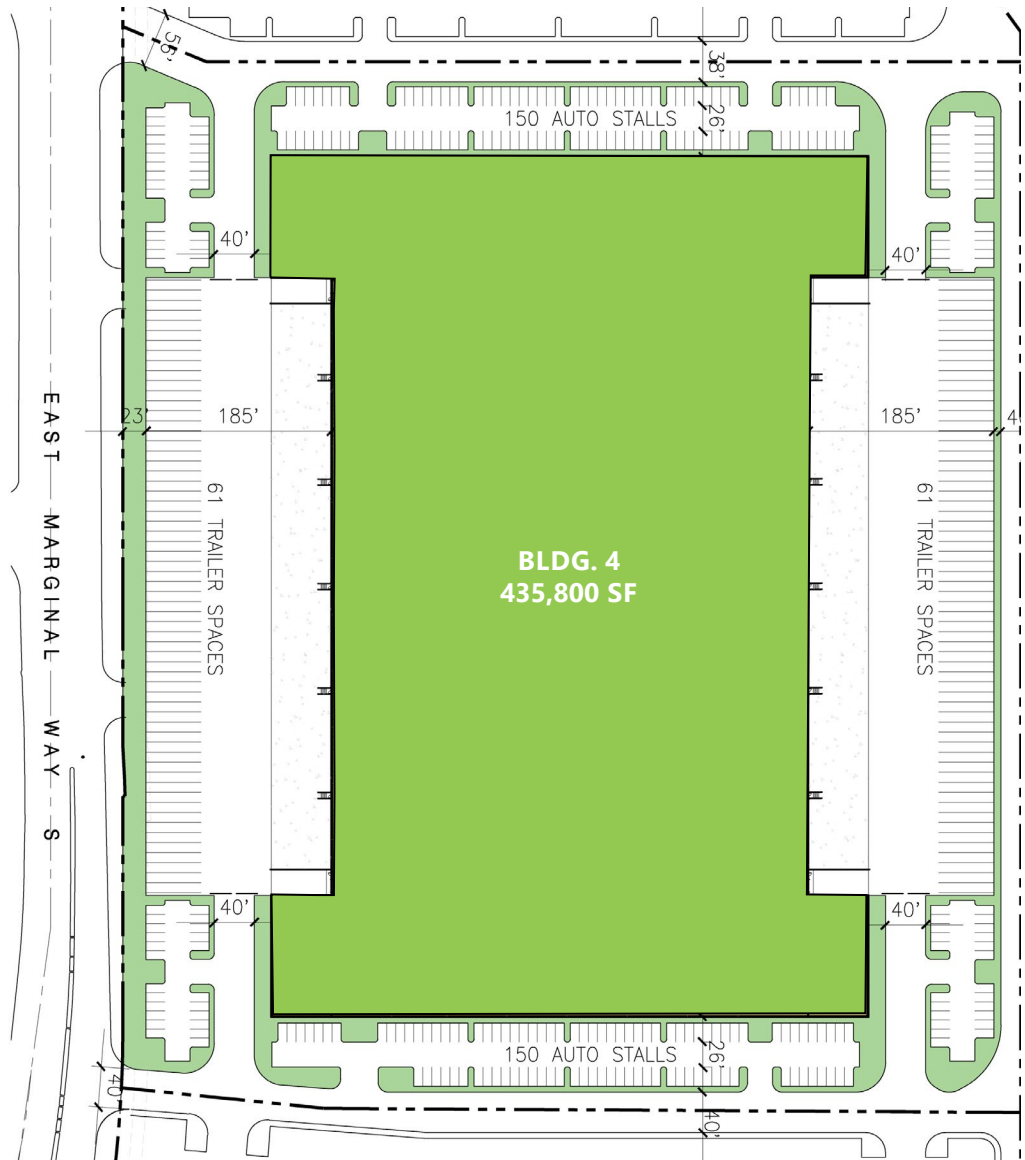 56'
38'
26'
150 AUTO STALLS
40'
40'
EAST MARGINAL WAY S
23'
185'
185'
61 TRAILER SPACES
61 TRAILER SPACES
BLDG. 4
435,800 SF
40'
40'
150 AUTO STALLS
26'
40'
40'